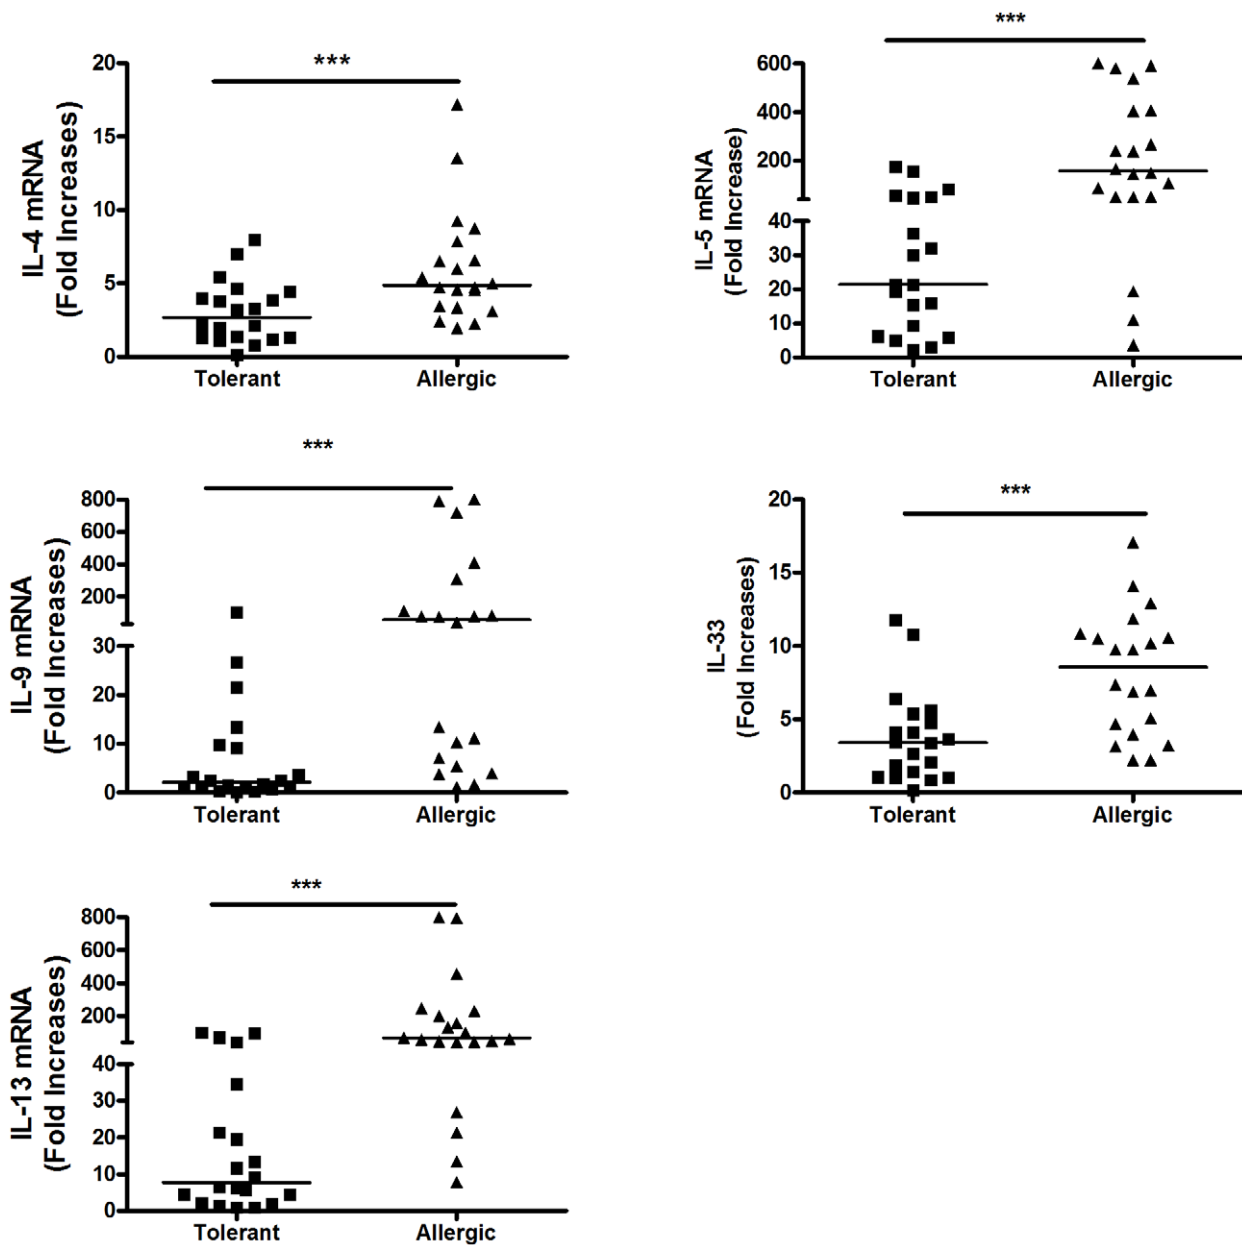 ***
20
15
10
5
0
IL-4 mRNA
(Fold Increases)
Tolerant
Allergic
***
600
400
200
40
30
20
10
0
IL-5 mRNA
(Fold Increase)
Tolerant
Allergic
***
800
600
400
200
30
20
10
0
IL-9 mRNA
(Fold Increases)
Tolerant
Allergic
***
20
15
10
5
0
IL-33
(Fold Increases)
Tolerant
Allergic
***
800
600
400
200
40
30
20
10
0
IL-13 mRNA
(Fold Increases)
Tolerant
Allergic